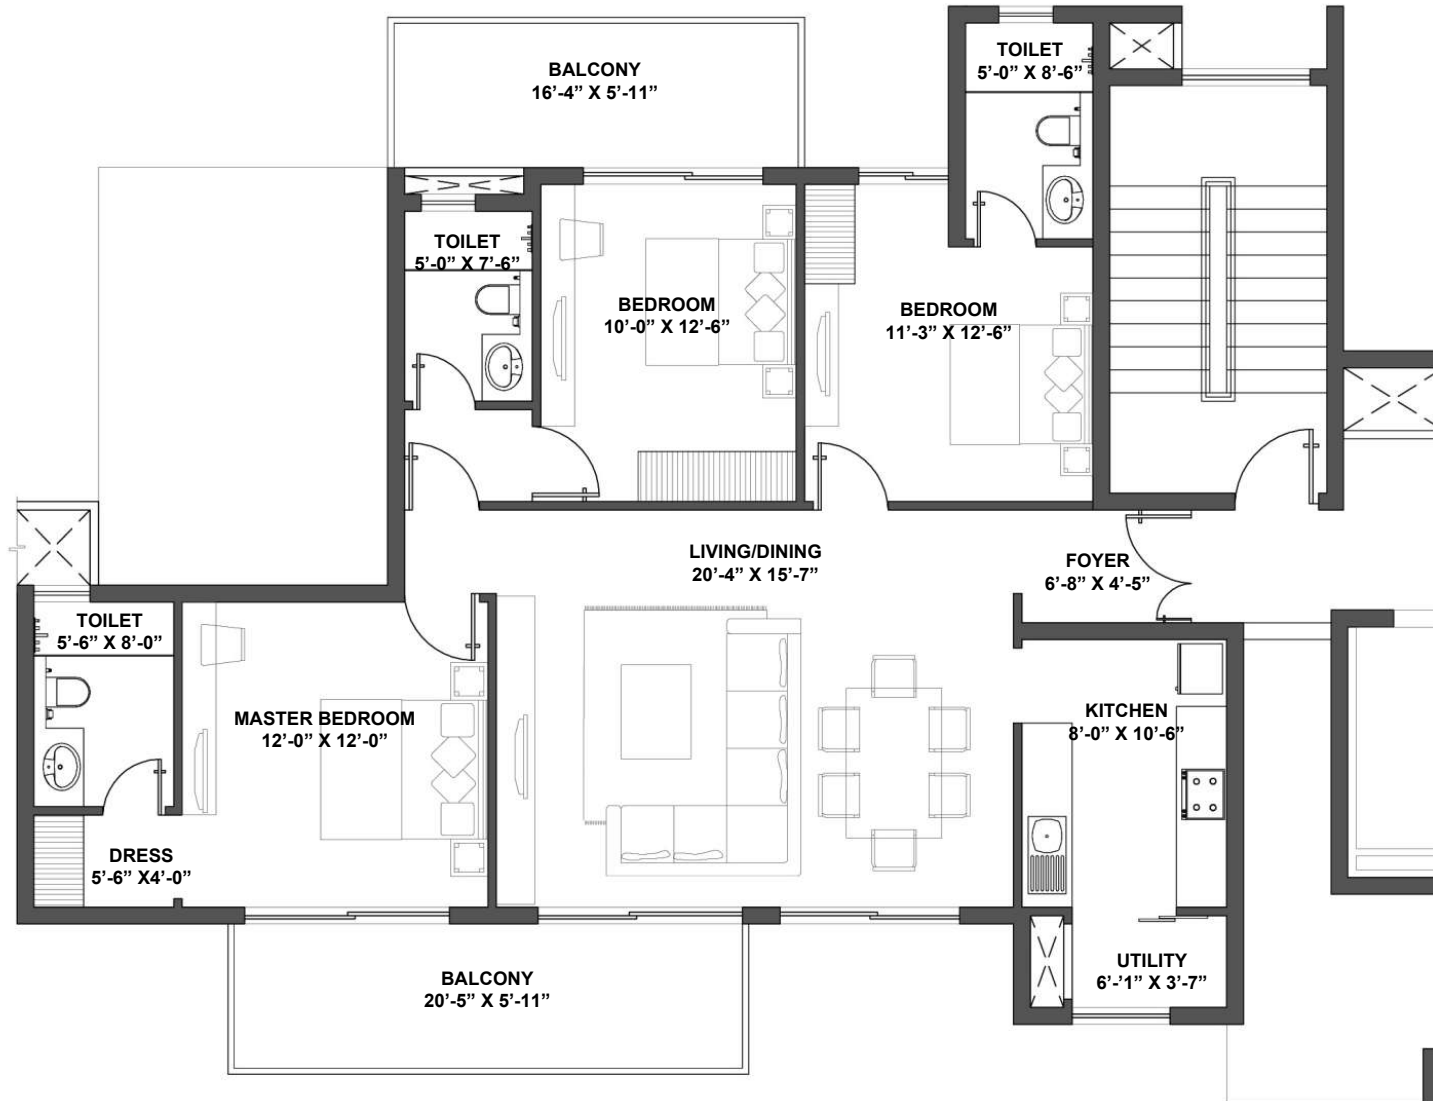 TOILET
5’-0” X 8’-6”
BALCONY
16’-4” X 5’-11”
TOILET
5’-0” X 7’-6”
BEDROOM
10’-0” X 12’-6”
BEDROOM
11’-3” X 12’-6”
LIVING/DINING
20’-4” X 15’-7”
FOYER
6’-8” X 4’-5”
TOILET
5’-6” X 8’-0”
MASTER BEDROOM
12’-0” X 12’-0”
KITCHEN
8’-0” X 10’-6”
DRESS
5’-6” X4’-0”
BALCONY
20’-5” X 5’-11”
UTILITY
6’-’1” X 3’-7”